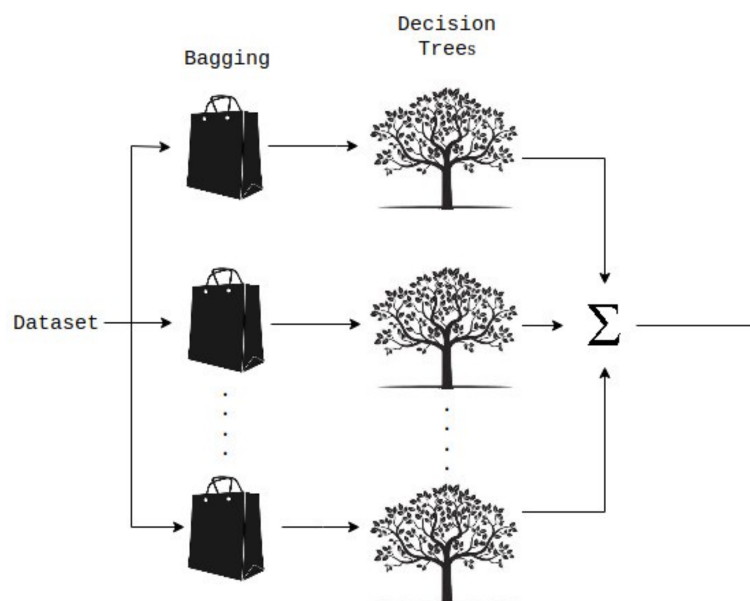 Decision
Trees
Bagging
Dataset
Σ